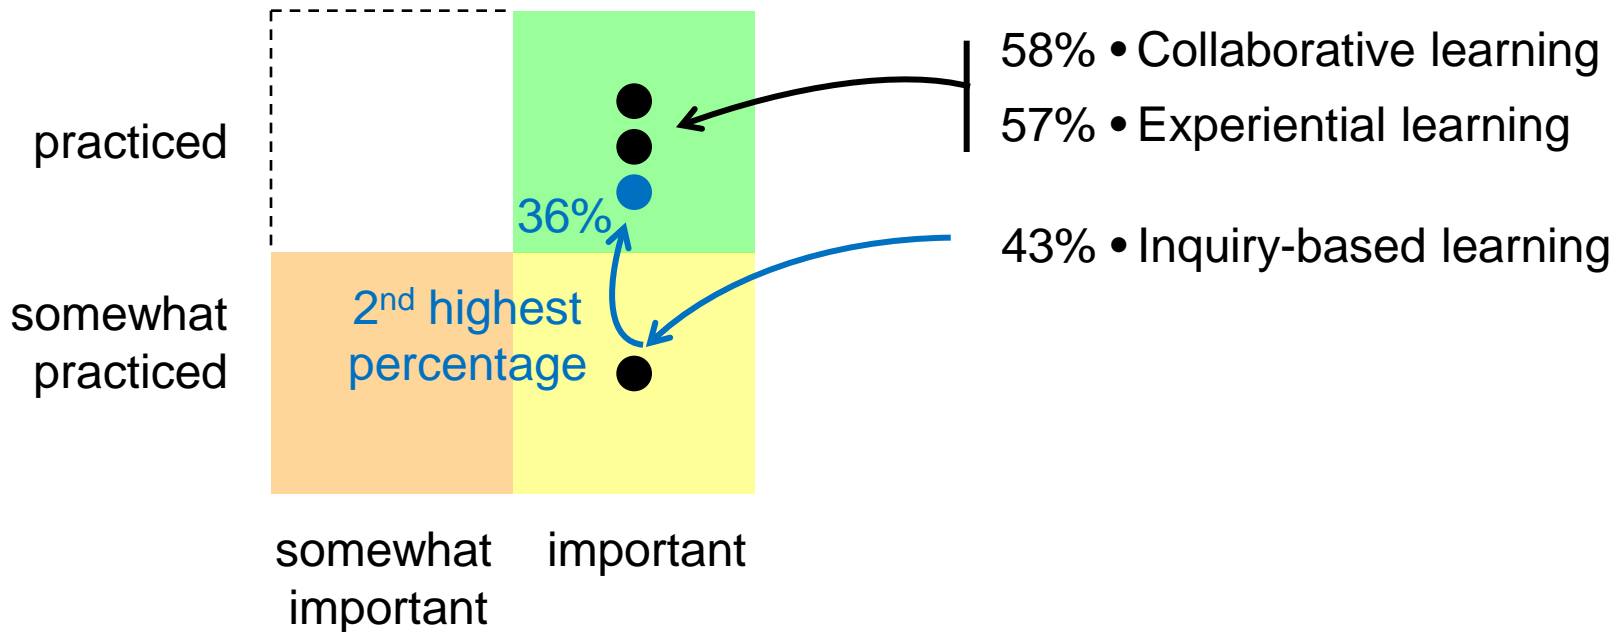 58% • Collaborative learning
57% • Experiential learning
practiced
36%
43% • Inquiry-based learning
somewhat
practiced
2nd highest
percentage
somewhat
important
important